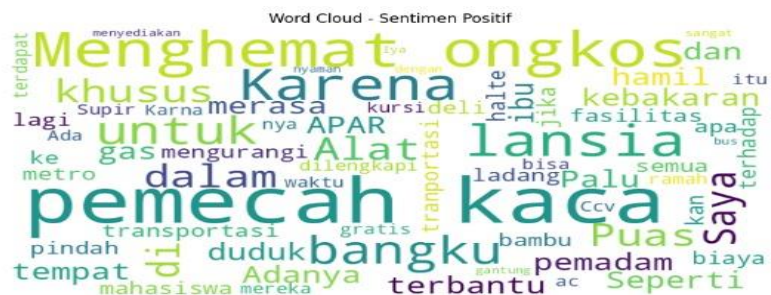 Word Cloud - Sentimen Positif
terdapat menyediakan iya sangat
Menghemat ongkos dan
nyaman dengan
khusus Karena hamil itu
lagi Supir Karna merasa kursi deli halte ibu jika kebakaran
Ada untuk nya APAR fasilitas apa terhadap
ke gas mengurangi Alat tranportasi lansia bus
metro dilengkapi bisa semua
dalam waktu ladang Palu ramah
pemecah kaca Ccv kan Saya
transportasi gratis Puas
pindah di duduk bangku bambu pemadam biaya
tempat Adanya gantung Seperti
mahasiswa mereka terbantu ac